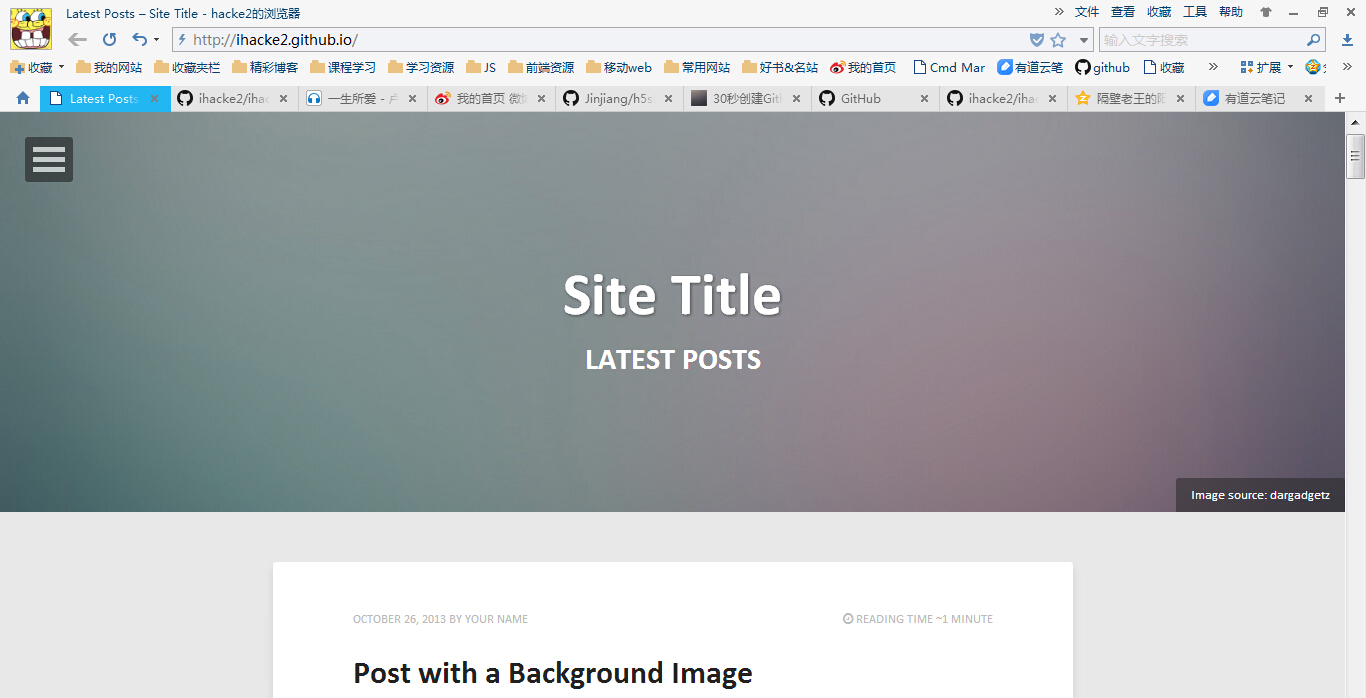 Latest Posts – Site Title - hacke2的浏览器
文件 查看 收藏 工具 帮助
http://ihacke2.github.io/
输入文字搜索
收藏 我的网站 收藏夹栏 精彩博客 课程学习 学习资源 JS 前端资源 移动web 常用网站 好书&名站 我的首页 Cmd Mar 有道云笔 github 收藏 扩展
Latest Posts ihacke2/iha 一生所爱 - 我的首页 微 Jinjiang/h5s 30秒创建Git GitHub ihacke2/iha 隔壁老王的 有道云笔记
Site Title
LATEST POSTS
Image source: dargadgetz
OCTOBER 26, 2013 BY YOUR NAME
READING TIME ~1 MINUTE
Post with a Background Image